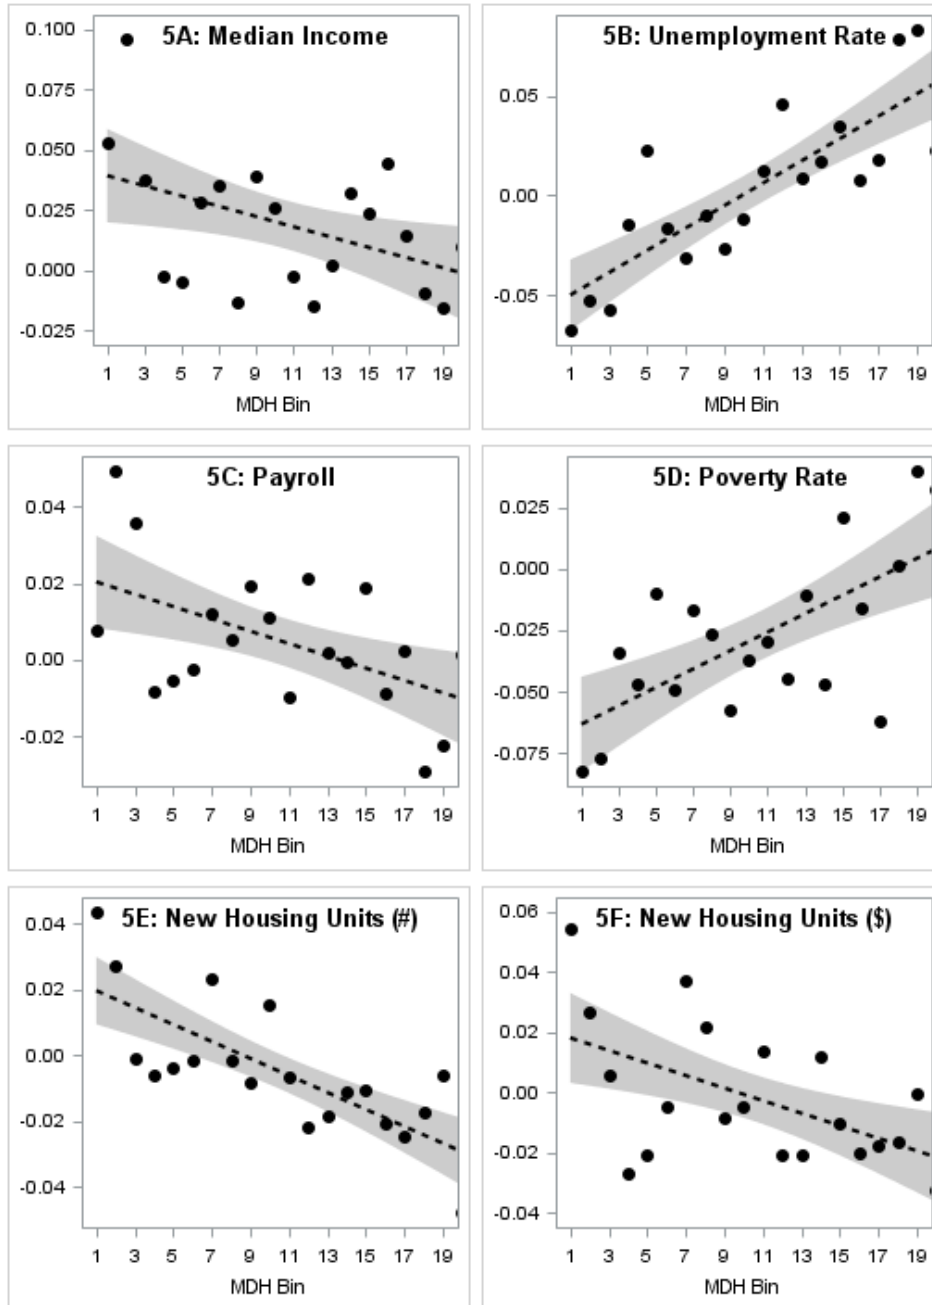 5A: Median Income
0.100
0.075
0.050
0.025
0.000
-0.025
1 3 5 7 9 11 13 15 17 19
MDH Bin
5B: Unemployment Rate
0.05
0.00
-0.05
1 3 5 7 9 11 13 15 17 19
MDH Bin
5C: Payroll
0.04
0.02
0.00
-0.02
1 3 5 7 9 11 13 15 17 19
MDH Bin
5D: Poverty Rate
0.025
0.000
-0.025
-0.050
-0.075
1 3 5 7 9 11 13 15 17 19
MDH Bin
5E: New Housing Units (#)
0.04
0.02
0.00
-0.02
-0.04
1 3 5 7 9 11 13 15 17 19
MDH Bin
5F: New Housing Units ($)
0.06
0.04
0.02
0.00
-0.02
-0.04
1 3 5 7 9 11 13 15 17 19
MDH Bin